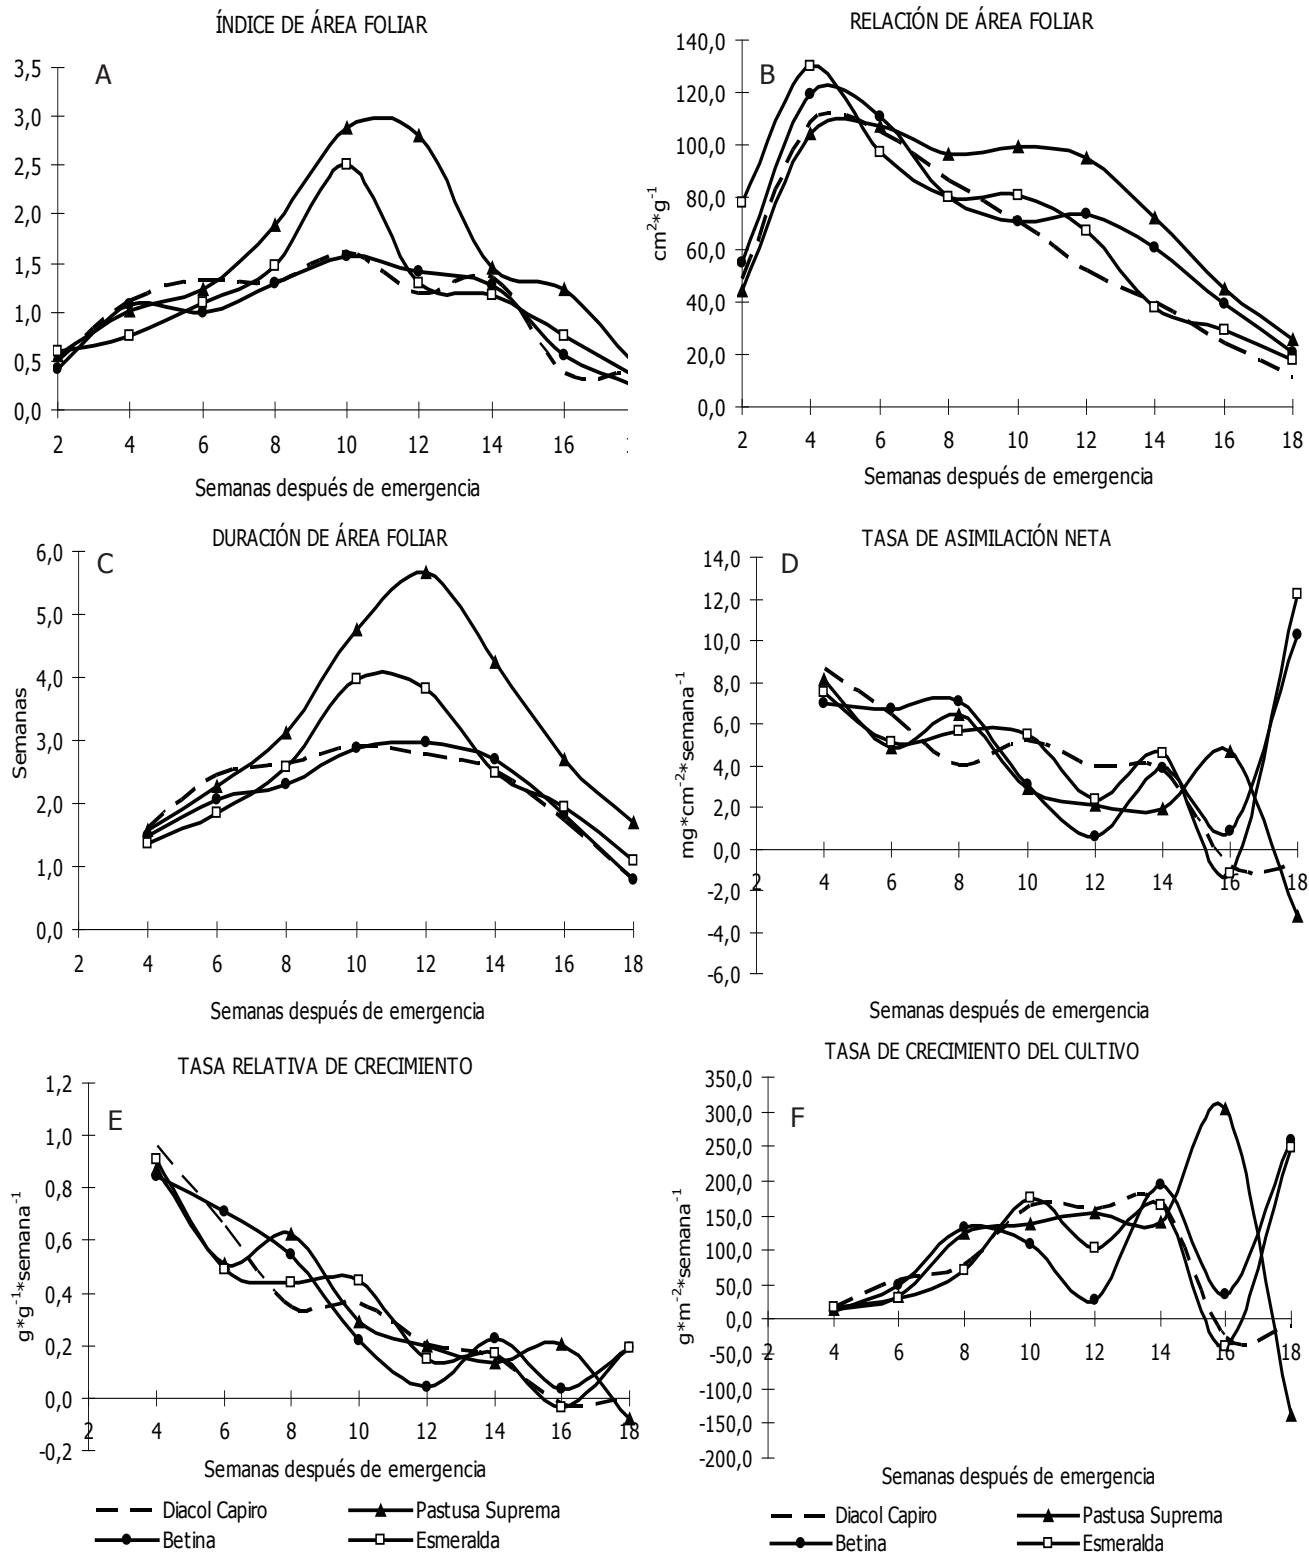 ÍNDICE DE ÁREA FOLIAR
A
3,5
3,0
2,5
2,0
1,5
1,0
0,5
0,0
2 4 6 8 10 12 14 16
Semanas después de emergencia
RELACIÓN DE ÁREA FOLIAR
B
140,0
120,0
100,0
80,0
60,0
40,0
20,0
0,0
cm²*g⁻¹
2 4 6 8 10 12 14 16 18
Semanas después de emergencia
DURACIÓN DE ÁREA FOLIAR
C
6,0
5,0
4,0
3,0
2,0
1,0
0,0
Semanas
2 4 6 8 10 12 14 16 18
Semanas después de emergencia
TASA DE ASIMILACIÓN NETA
D
14,0
12,0
10,0
8,0
6,0
4,0
2,0
0,0
-2,0
-4,0
-6,0
mg*cm⁻²*semana⁻¹
2 4 6 8 10 12 14 16 18
Semanas después de emergencia
TASA RELATIVA DE CRECIMIENTO
E
1,2
1,0
0,8
0,6
0,4
0,2
0,0
-0,2
g*g⁻¹*semana⁻¹
2 4 6 8 10 12 14 16 18
Semanas después de emergencia
Diacol Capiro Pastusa Suprema
Betina Esmeralda
TASA DE CRECIMIENTO DEL CULTIVO
F
350,0
300,0
250,0
200,0
150,0
100,0
50,0
0,0
-50,0
-100,0
-150,0
-200,0
g*m⁻²*semana⁻¹
2 4 6 8 10 12 14 16 18
Semanas después de emergencia
Diacol Capiro Pastusa Suprema
Betina Esmeralda